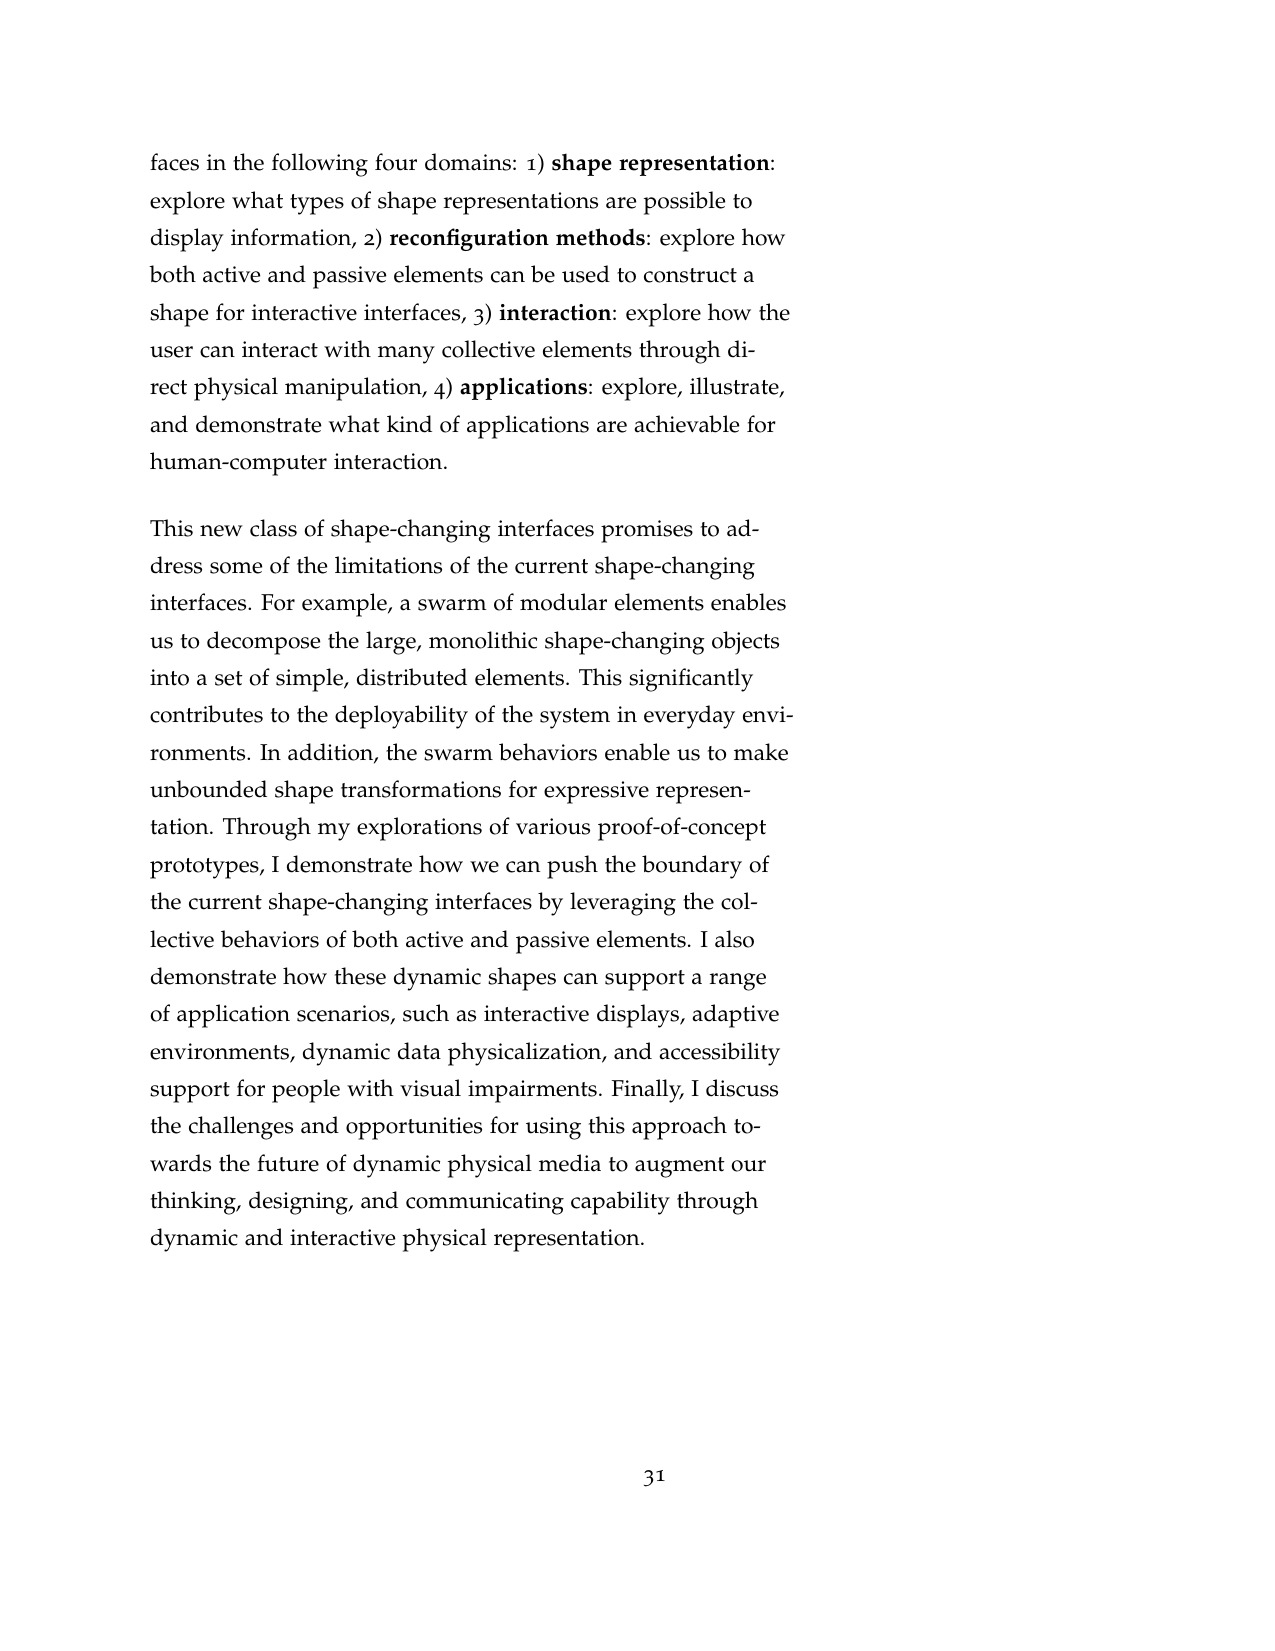 faces in the following four domains: 1) shape representation:
explore what types of shape representations are possible to
display information, 2) reconfiguration methods: explore how
both active and passive elements can be used to construct a
shape for interactive interfaces, 3) interaction: explore how the
user can interact with many collective elements through di-
rect physical manipulation, 4) applications: explore, illustrate,
and demonstrate what kind of applications are achievable for
human-computer interaction.
This new class of shape-changing interfaces promises to ad-
dress some of the limitations of the current shape-changing
interfaces. For example, a swarm of modular elements enables
us to decompose the large, monolithic shape-changing objects
into a set of simple, distributed elements. This significantly
contributes to the deployability of the system in everyday envi-
ronments. In addition, the swarm behaviors enable us to make
unbounded shape transformations for expressive represen-
tation. Through my explorations of various proof-of-concept
prototypes, I demonstrate how we can push the boundary of
the current shape-changing interfaces by leveraging the col-
lective behaviors of both active and passive elements. I also
demonstrate how these dynamic shapes can support a range
of application scenarios, such as interactive displays, adaptive
environments, dynamic data physicalization, and accessibility
support for people with visual impairments. Finally, I discuss
the challenges and opportunities for using this approach to-
wards the future of dynamic physical media to augment our
thinking, designing, and communicating capability through
dynamic and interactive physical representation.
31